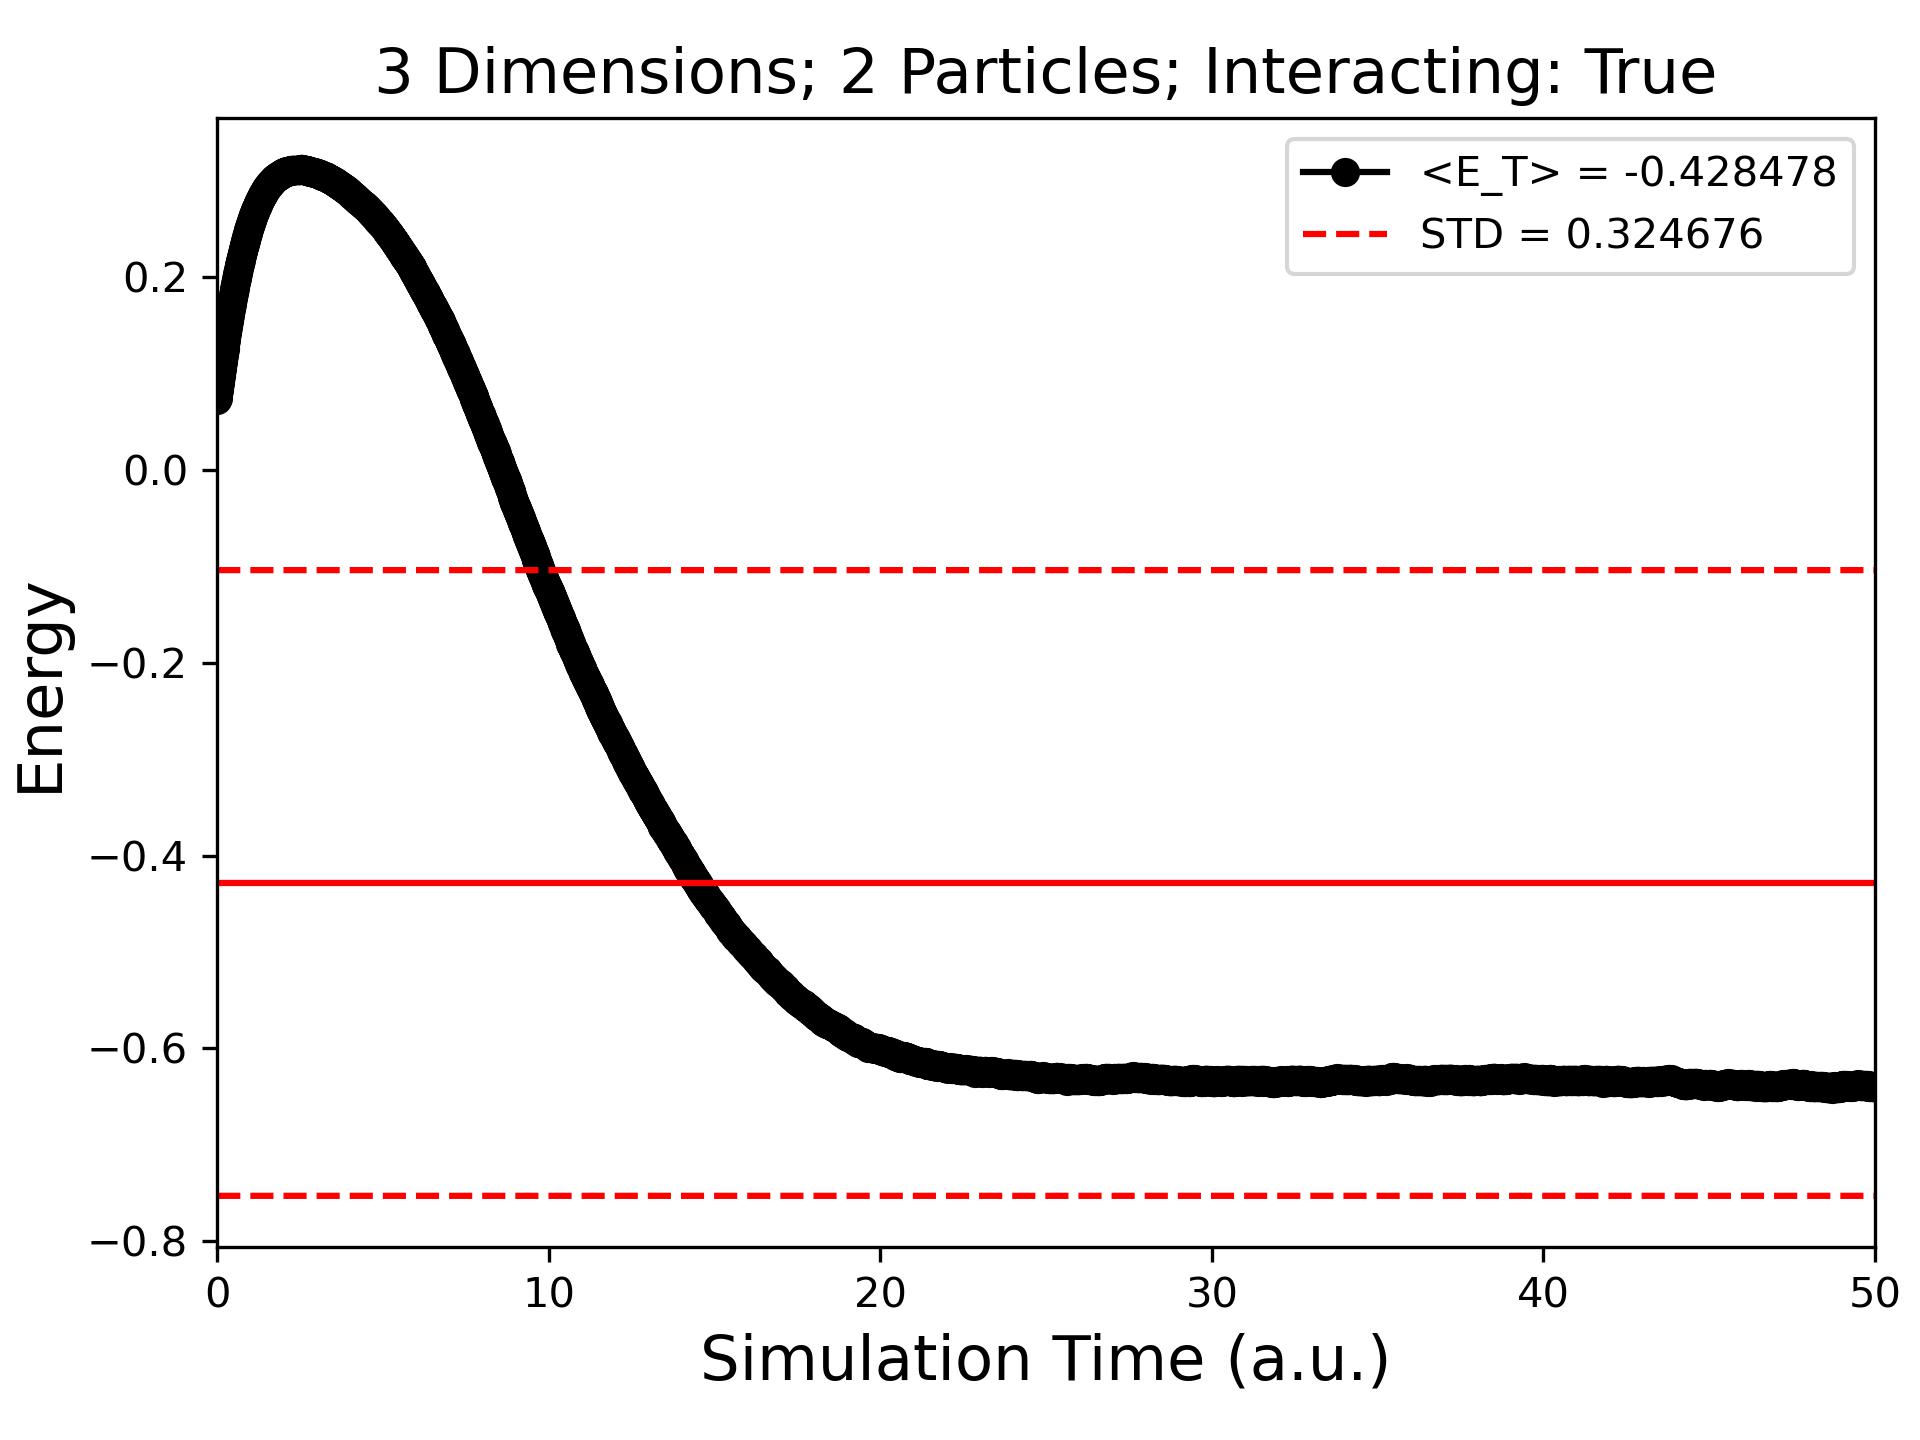 3 Dimensions; 2 Particles; Interacting: True
<E_T> = -0.428478
STD = 0.324676
Energy
0.2
0.0
−0.2
−0.4
−0.6
−0.8
0 10 20 30 40 50
Simulation Time (a.u.)